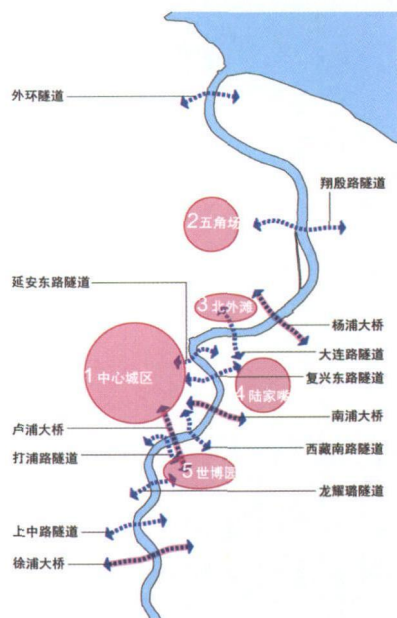 外环隧道
翔殷路隧道
2五角场
延安东路隧道
3北外滩
杨浦大桥
大连路隧道
1中心城区
复兴东路隧道
4陆家嘴
南浦大桥
卢浦大桥
打浦路隧道
西藏南路隧道
5世博园
龙耀璐隧道
上中路隧道
徐浦大桥